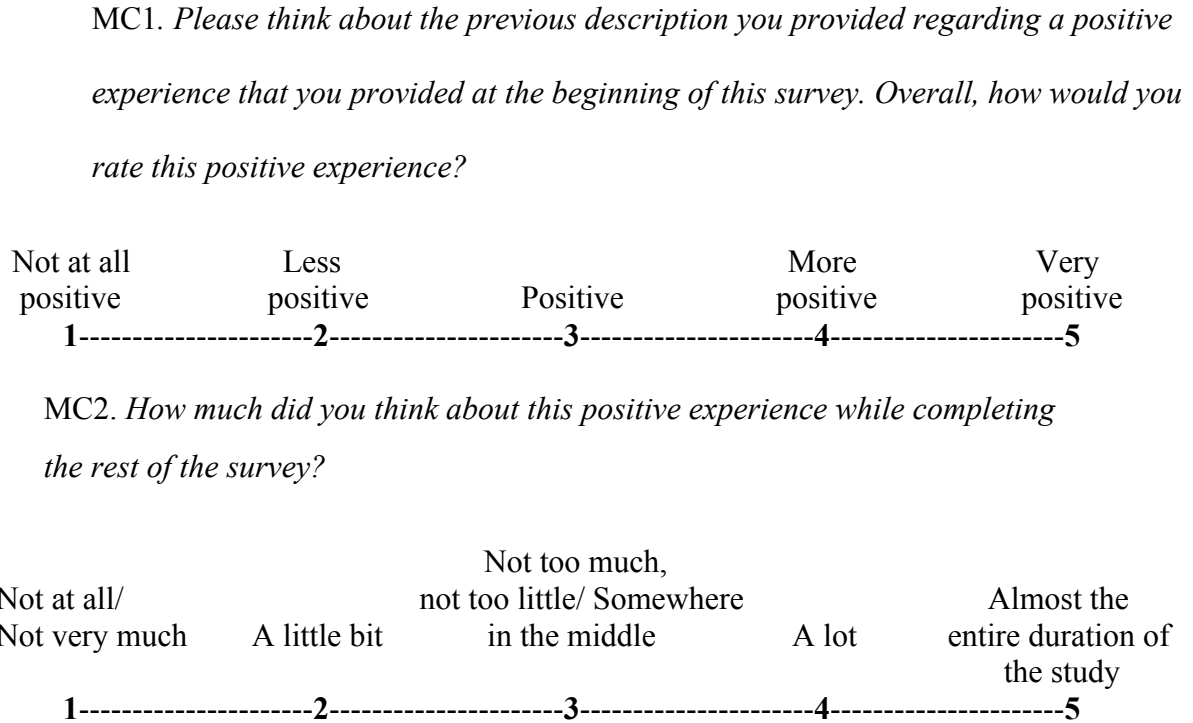 MC1. Please think about the previous description you provided regarding a positive
experience that you provided at the beginning of this survey. Overall, how would you
rate this positive experience?
Not at all Less More Very
positive positive Positive positive positive
1----------------------2----------------------3----------------------4----------------------5
MC2. How much did you think about this positive experience while completing
the rest of the survey?
Not too much,
Not at all/ not too little/ Somewhere Almost the
Not very much A little bit in the middle A lot entire duration of
the study
1----------------------2----------------------3----------------------4----------------------5